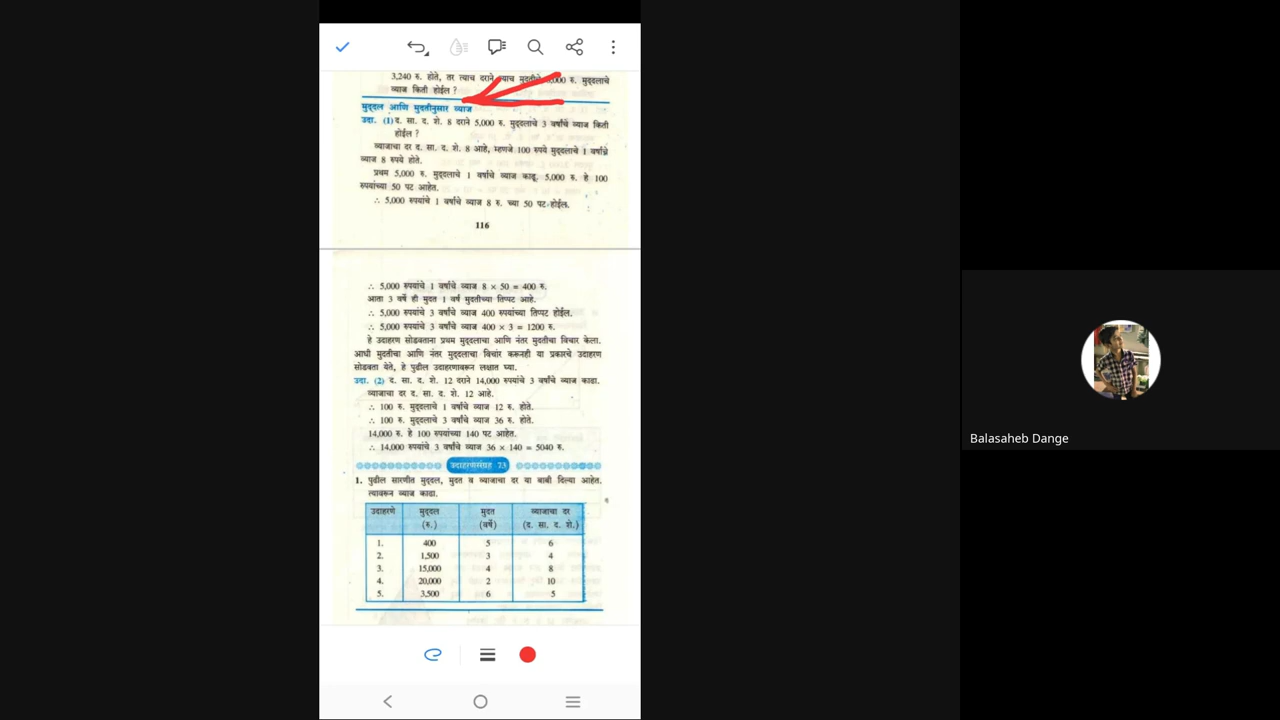 3,240 रु. होते, तर त्याच दराने त्याच मुदतीचे ,000 रु. मुद्दलाचे
व्याज किती होईल ?
मुद्दल आणि मुदतीनुसार व्याज
उदा. (1) द. सा. द. शे. 8 दराने 5,000 रु. मुद्दलाचे 3 वर्षांचे व्याज किती
होईल ?
व्याजाचा दर द. सा. द. शे. 8 आहे, म्हणजे 100 रुपये मुद्दलाचे 1 वर्षाचे
व्याज 8 रुपये होते.
प्रथम 5,000 रु. मुद्दलाचे 1 वर्षाचे व्याज काढू. 5,000 रु. हे 100
रुपयांच्या 50 पट आहेत.
∴ 5,000 रुपयांचे 1 वर्षाचे व्याज 8 रु. च्या 50 पट होईल.
116
∴ 5,000 रुपयांचे 1 वर्षाचे व्याज 8 × 50 = 400 रु.
आता 3 वर्षे ही मुदत 1 वर्ष मुदतीच्या तिप्पट आहे.
∴ 5,000 रुपयांचे 3 वर्षांचे व्याज 400 रुपयांच्या तिप्पट होईल.
∴ 5,000 रुपयांचे 3 वर्षांचे व्याज 400 × 3 = 1200 रु.
हे उदाहरण सोडवताना प्रथम मुद्दलाचा आणि नंतर मुदतीचा विचार केला.
आधी मुदतीचा आणि नंतर मुद्दलाचा विचार करूनही या प्रकारचे उदाहरण
सोडवता येते, हे पुढील उदाहरणावरून लक्षात घ्या.
उदा. (2) द. सा. द. शे. 12 दराने 14,000 रुपयांचे 3 वर्षांचे व्याज काढा.
व्याजाचा दर द. सा. द. शे. 12 आहे.
∴ 100 रु. मुद्दलाचे 1 वर्षाचे व्याज 12 रु. होते.
∴ 100 रु. मुद्दलाचे 3 वर्षांचे व्याज 36 रु. होते.
14,000 रु. हे 100 रुपयांच्या 140 पट आहेत.
∴ 14,000 रुपयांचे 3 वर्षांचे व्याज 36 × 140 = 5040 रु.
उदाहरणसंग्रह 73
1. पुढील सारणीत मुद्दल, मुदत व व्याजाचा दर या बाबी दिल्या आहेत.
त्यावरून व्याज काढा.
उदाहरणे मुद्दल मुदत व्याजाचा दर
(रु.) (वर्षे) (द. सा. द. शे.)
1. 400 5 6
2. 1,500 3 4
3. 15,000 4 8
4. 20,000 2 10
5. 3,500 6 5
Balasaheb Dange